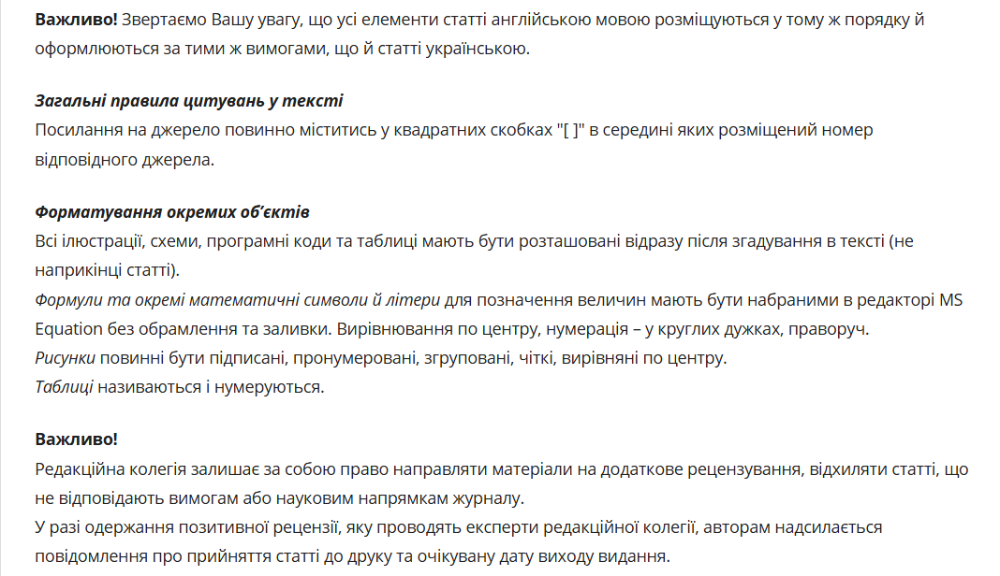 Важливо! Звертаємо Вашу увагу, що усі елементи статті англійською мовою розміщуються у тому ж порядку й
оформлюються за тими ж вимогами, що й статті українською.
Загальні правила цитувань у тексті
Посилання на джерело повинно міститись у квадратних скобках "[ ]" в середині яких розміщений номер
відповідного джерела.
Форматування окремих об’єктів
Всі ілюстрації, схеми, програмні коди та таблиці мають бути розташовані відразу після згадування в тексті (не
наприкінці статті).
Формули та окремі математичні символи й літери для позначення величин мають бути набраними в редакторі MS
Equation без обрамлення та заливки. Вирівнювання по центру, нумерація – у круглих дужках, праворуч.
Рисунки повинні бути підписані, пронумеровані, згруповані, чіткі, вирівняні по центру.
Таблиці називаються і нумеруються.
Важливо!
Редакційна колегія залишає за собою право направляти матеріали на додаткове рецензування, відхиляти статті, що
не відповідають вимогам або науковим напрямкам журналу.
У разі одержання позитивної рецензії, яку проводять експерти редакційної колегії, авторам надсилається
повідомлення про прийняття статті до друку та очікувану дату виходу видання.